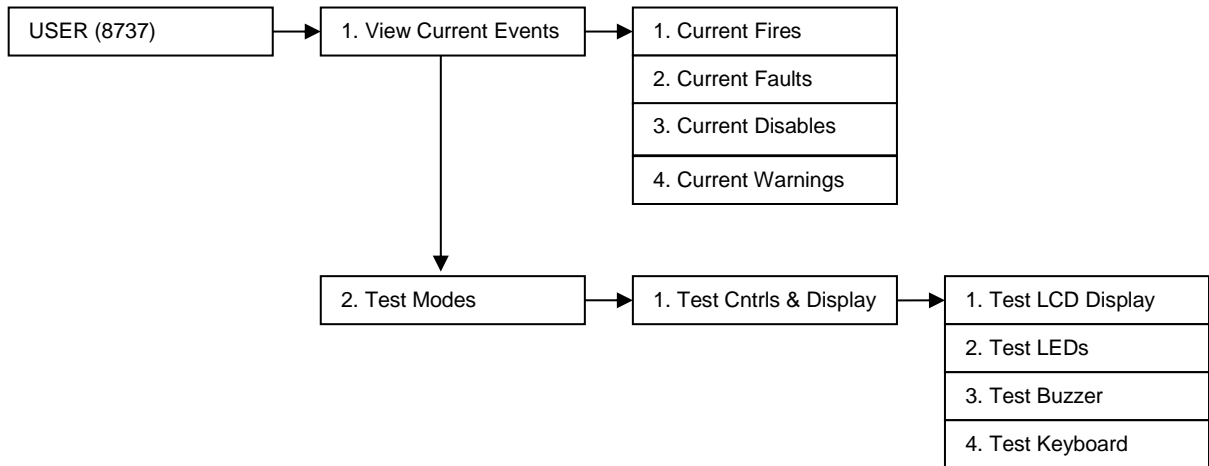 USER (8737)
1. View Current Events
1. Current Fires
2. Current Faults
3. Current Disables
4. Current Warnings
2. Test Modes
1. Test Cntrls & Display
1. Test LCD Display
2. Test LEDs
3. Test Buzzer
4. Test Keyboard